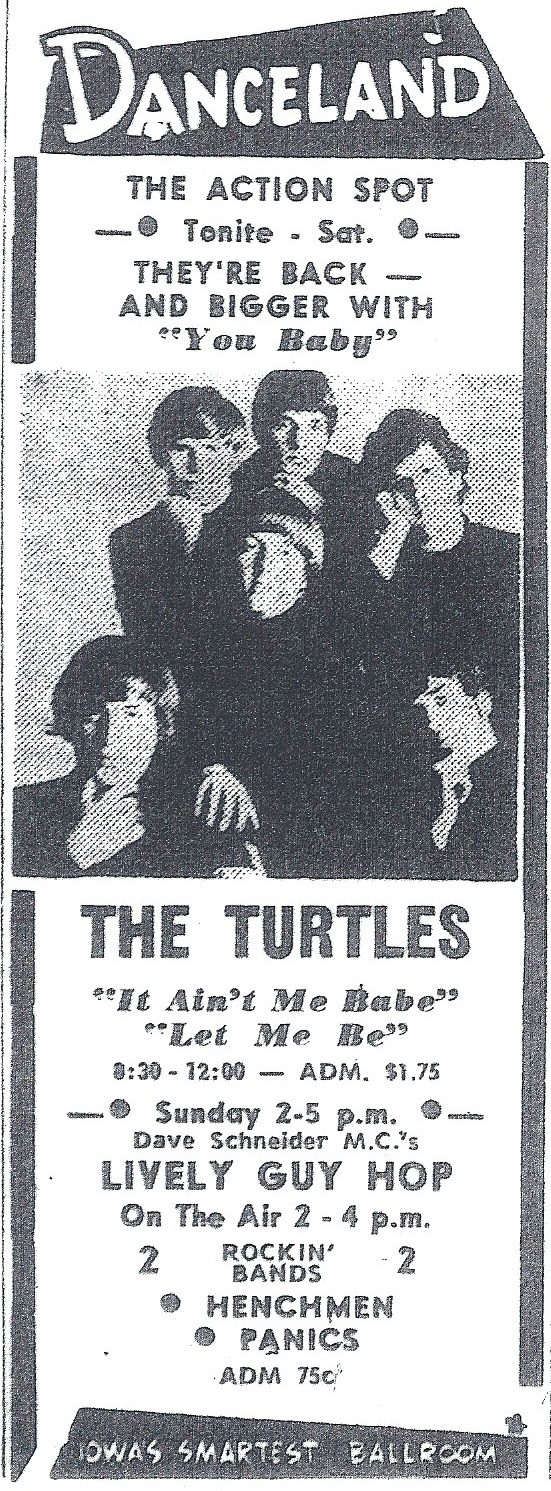 DANCELAND
THE ACTION SPOT
—● Tonite - Sat. ●—
THEY'RE BACK —
AND BIGGER WITH
"You Baby"
THE TURTLES
"It Ain't Me Babe"
"Let Me Be"
8:30 - 12:00 — ADM. $1.75
—● Sunday 2-5 p.m. ●—
Dave Schneider M.C.'s
LIVELY GUY HOP
On The Air 2 - 4 p.m.
2 ROCKIN' 2
BANDS
● HENCHMEN
● PANICS
ADM 75c
IOWAS SMARTEST BALLROOM